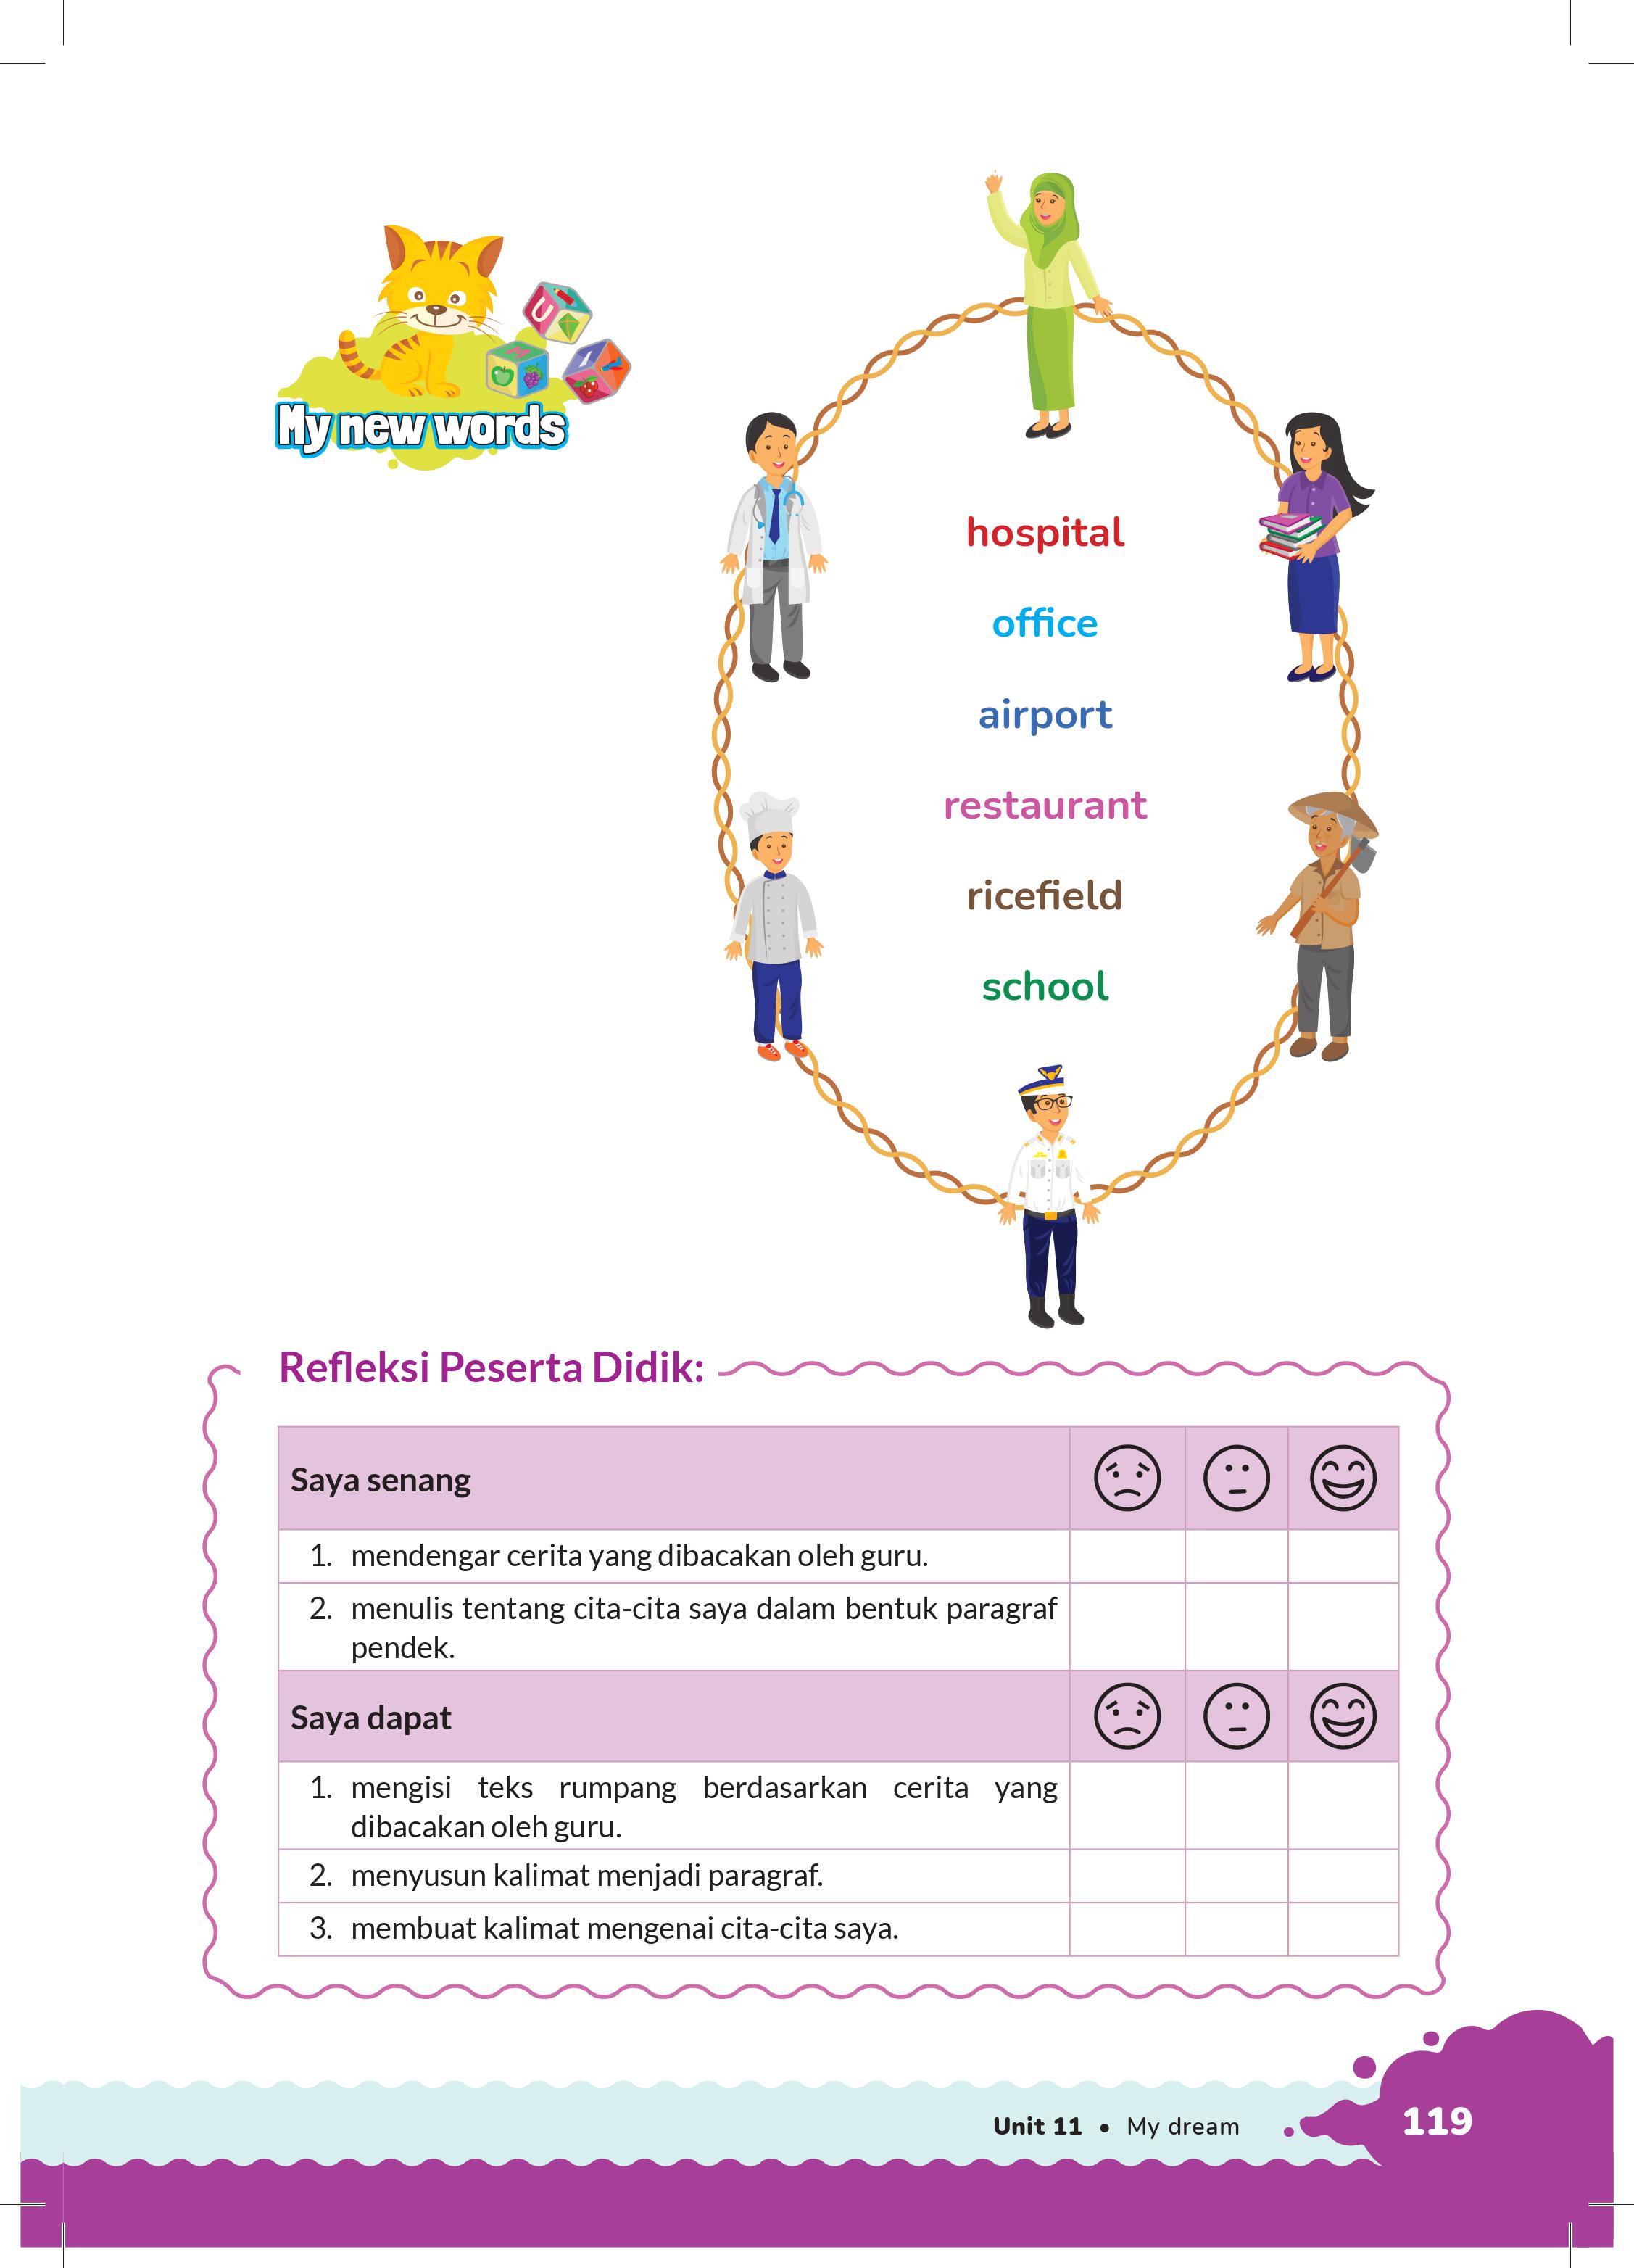 My new words
hospital
office
airport
restaurant
ricefield
school
Refleksi Peserta Didik:
Saya senang
1. mendengar cerita yang dibacakan oleh guru.
2. menulis tentang cita-cita saya dalam bentuk paragraf
pendek.
Saya dapat
1. mengisi teks rumpang berdasarkan cerita yang
dibacakan oleh guru.
2. menyusun kalimat menjadi paragraf.
3. membuat kalimat mengenai cita-cita saya.
Unit 11 • My dream
119